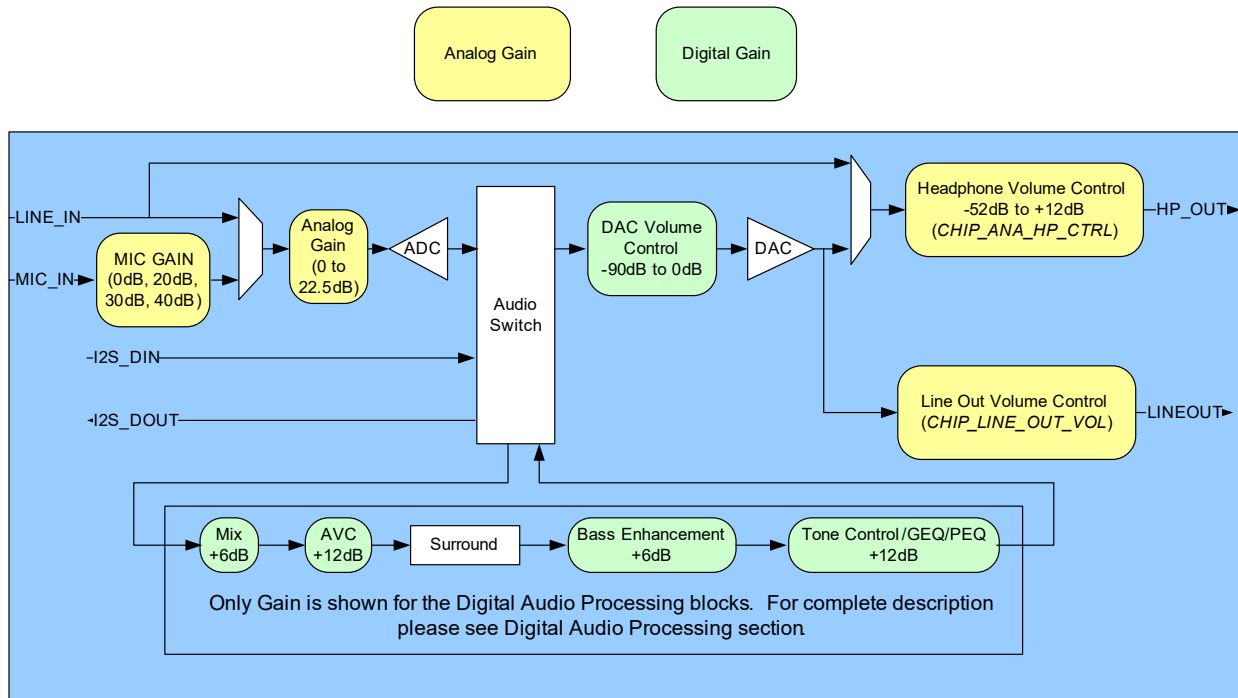 Analog Gain
Digital Gain
LINE_IN
MIC_IN
MIC GAIN
(0dB, 20dB,
30dB, 40dB)
Analog
Gain
(0 to
22.5dB)
ADC
Audio
Switch
DAC Volume
Control
-90dB to 0dB
DAC
Headphone Volume Control
-52dB to +12dB
(CHIP_ANA_HP_CTRL)
HP_OUT
I2S_DIN
I2S_DOUT
Line Out Volume Control
(CHIP_LINE_OUT_VOL)
LINEOUT
Mix
+6dB
AVC
+12dB
Surround
Bass Enhancement
+6dB
Tone Control/GEQ/PEQ
+12dB
Only Gain is shown for the Digital Audio Processing blocks. For complete description
please see Digital Audio Processing section.